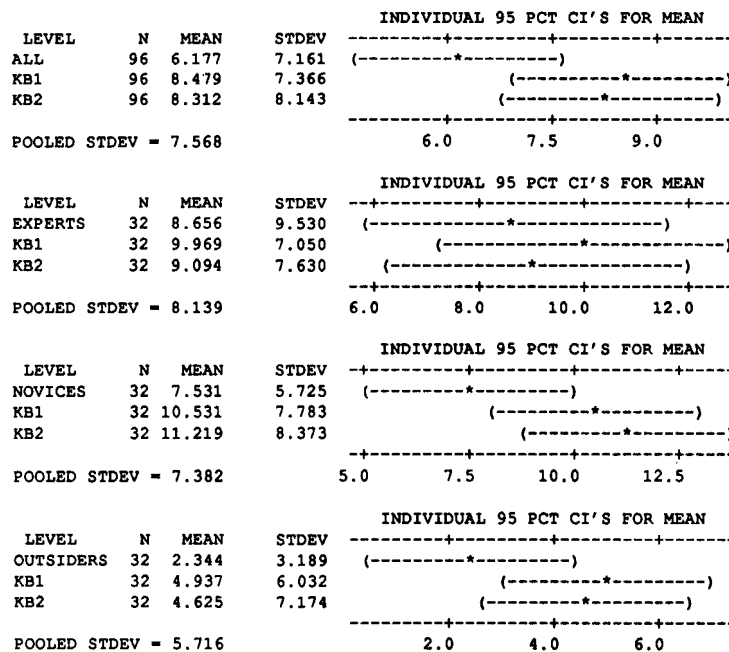 INDIVIDUAL 95 PCT CI'S FOR MEAN
LEVEL N MEAN STDEV ---------+---------+---------+-------
ALL 96 6.177 7.161 (---------*---------)
KB1 96 8.479 7.366 (----------*---------)
KB2 96 8.312 8.143 (---------*----------)
---------+---------+---------+-------
POOLED STDEV = 7.568 6.0 7.5 9.0
INDIVIDUAL 95 PCT CI'S FOR MEAN
LEVEL N MEAN STDEV --+---------+---------+---------+----
EXPERTS 32 8.656 9.530 (-------------*--------------)
KB1 32 9.969 7.050 (-------------*-------------)
KB2 32 9.094 7.630 (-------------*--------------)
--+---------+---------+---------+----
POOLED STDEV = 8.139 6.0 8.0 10.0 12.0
INDIVIDUAL 95 PCT CI'S FOR MEAN
LEVEL N MEAN STDEV -+---------+---------+---------+-----
NOVICES 32 7.531 5.725 (---------*---------)
KB1 32 10.531 7.783 (---------*---------)
KB2 32 11.219 8.373 (---------*---------)
-+---------+---------+---------+-----
POOLED STDEV = 7.382 5.0 7.5 10.0 12.5
INDIVIDUAL 95 PCT CI'S FOR MEAN
LEVEL N MEAN STDEV ---------+---------+---------+-------
OUTSIDERS 32 2.344 3.189 (---------*---------)
KB1 32 4.937 6.032 (---------*---------)
KB2 32 4.625 7.174 (---------*---------)
---------+---------+---------+-------
POOLED STDEV = 5.716 2.0 4.0 6.0